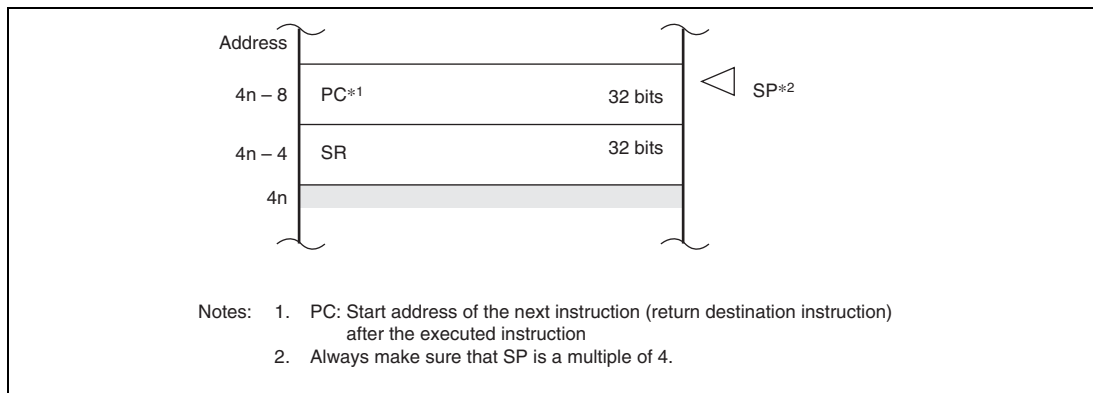 Address
4n – 8 PC*1 32 bits SP*2
4n – 4 SR 32 bits
4n
Notes: 1. PC: Start address of the next instruction (return destination instruction)
after the executed instruction
2. Always make sure that SP is a multiple of 4.